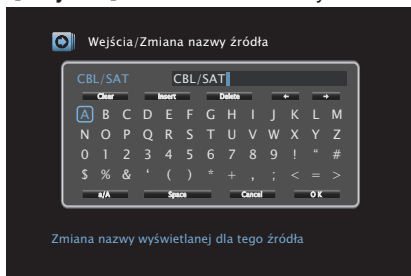 Wejścia/Zmiana nazwy źródła
CBL/SAT CBL/SAT
Clear Insert Delete ← →
A B C D E F G H I J K L M
N O P Q R S T U V W X Y Z
0 1 2 3 4 5 6 7 8 9 ! “ #
$ % & ‘ ( ) * + , ; < = >
a/A Space Cancel OK
Zmiana nazwy wyświetlanej dla tego źródła